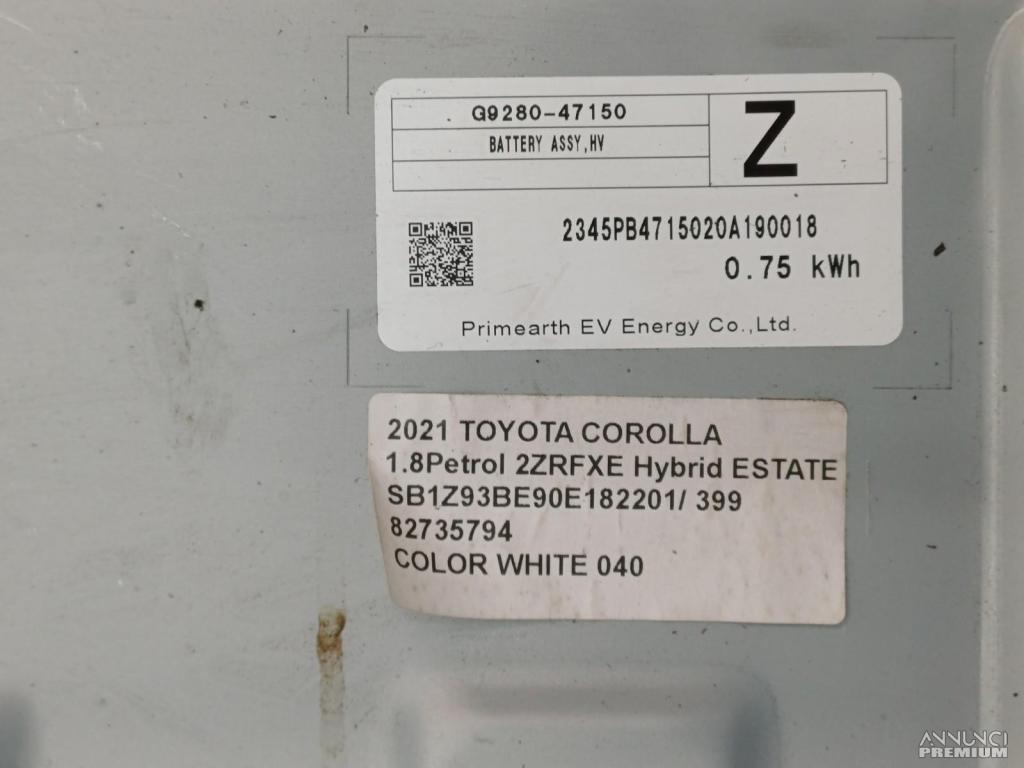 G9280-47150
Z
BATTERY ASSY,HV
2345PB4715020A190018
0.75 kWh
Primearth EV Energy Co.,Ltd.
2021 TOYOTA COROLLA
1.8Petrol 2ZRFXE Hybrid ESTATE
SB1Z93BE90E182201/ 399
82735794
COLOR WHITE 040
ANNUNCI
PREMIUM